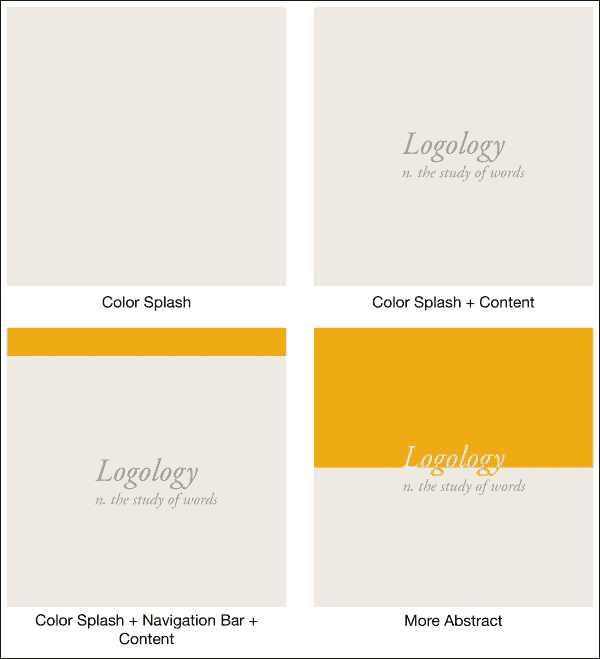 Logology
n. the study of words
Color Splash
Color Splash + Content
Logology
n. the study of words
Logology
n. the study of words
Color Splash + Navigation Bar +
Content
More Abstract